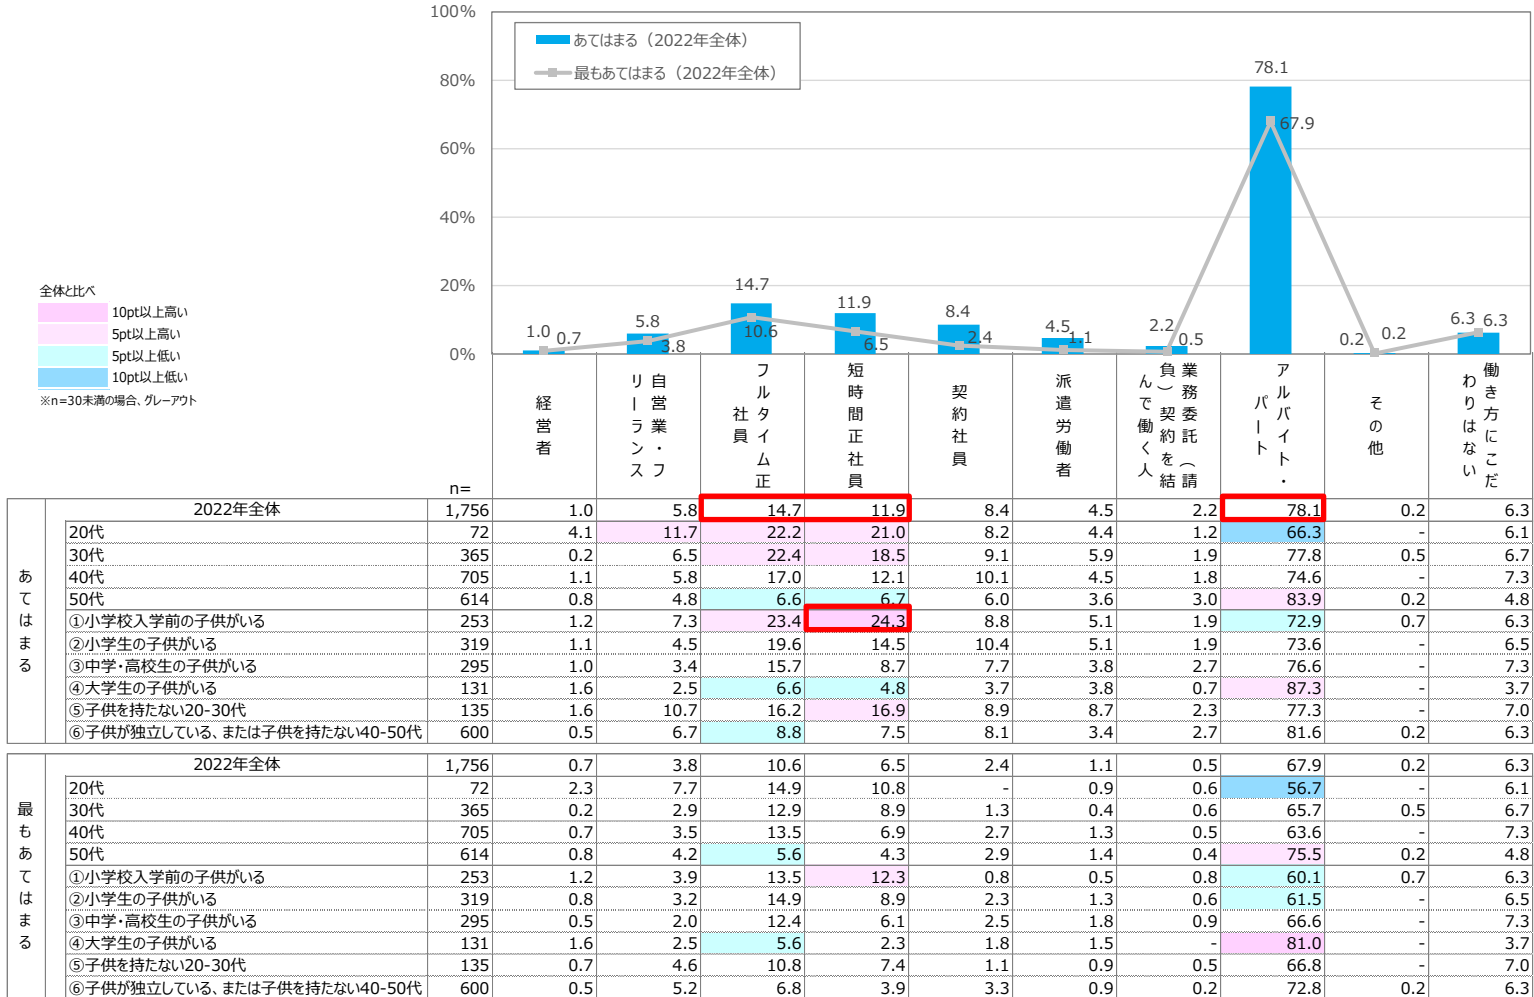 100%
80%
60%
40%
20%
0%
あてはまる（2022年全体）
最もあてはまる（2022年全体）
1.0 0.7 5.8 3.8 14.7 10.6 11.9 6.5 8.4 2.4 4.5 1.1 2.2 0.5 78.1 67.9 0.2 0.2 6.3 6.3
全体と比べ
10pt以上高い
5pt以上高い
5pt以上低い
10pt以上低い
※n=30未満の場合、グレーアウト
n=
経営者
自営業・フリーランス
フルタイム正社員
短時間正社員
契約社員
派遣労働者
業務委託（請負）契約を結んで働く人
アルバイト・パート
その他
働き方にこだわりはない
あてはまる
2022年全体 1,756 1.0 5.8 14.7 11.9 8.4 4.5 2.2 78.1 0.2 6.3
20代 72 4.1 11.7 22.2 21.0 8.2 4.4 1.2 66.3 - 6.1
30代 365 0.2 6.5 22.4 18.5 9.1 5.9 1.9 77.8 0.5 6.7
40代 705 1.1 5.8 17.0 12.1 10.1 4.5 1.8 74.6 - 7.3
50代 614 0.8 4.8 6.6 6.7 6.0 3.6 3.0 83.9 0.2 4.8
①小学校入学前の子供がいる 253 1.2 7.3 23.4 24.3 8.8 5.1 1.9 72.9 0.7 6.3
②小学生の子供がいる 319 1.1 4.5 19.6 14.5 10.4 5.1 1.9 73.6 - 6.5
③中学・高校生の子供がいる 295 1.0 3.4 15.7 8.7 7.7 3.8 2.7 76.6 - 7.3
④大学生の子供がいる 131 1.6 2.5 6.6 4.8 3.7 3.8 0.7 87.3 - 3.7
⑤子供を持たない20-30代 135 1.6 10.7 16.2 16.9 8.9 8.7 2.3 77.3 - 7.0
⑥子供が独立している、または子供を持たない40-50代 600 0.5 6.7 8.8 7.5 8.1 3.4 2.7 81.6 0.2 6.3
最もあてはまる
2022年全体 1,756 0.7 3.8 10.6 6.5 2.4 1.1 0.5 67.9 0.2 6.3
20代 72 2.3 7.7 14.9 10.8 - 0.9 0.6 56.7 - 6.1
30代 365 0.2 2.9 12.9 8.9 1.3 0.4 0.6 65.7 0.5 6.7
40代 705 0.7 3.5 13.5 6.9 2.7 1.3 0.5 63.6 - 7.3
50代 614 0.8 4.2 5.6 4.3 2.9 1.4 0.4 75.5 0.2 4.8
①小学校入学前の子供がいる 253 1.2 3.9 13.5 12.3 0.8 0.5 0.8 60.1 0.7 6.3
②小学生の子供がいる 319 0.8 3.2 14.9 8.9 2.3 1.3 0.6 61.5 - 6.5
③中学・高校生の子供がいる 295 0.5 2.0 12.4 6.1 2.5 1.8 0.9 66.6 - 7.3
④大学生の子供がいる 131 1.6 2.5 5.6 2.3 1.8 1.5 - 81.0 - 3.7
⑤子供を持たない20-30代 135 0.7 4.6 10.8 7.4 1.1 0.9 0.5 66.8 - 7.0
⑥子供が独立している、または子供を持たない40-50代 600 0.5 5.2 6.8 3.9 3.3 0.9 0.2 72.8 0.2 6.3